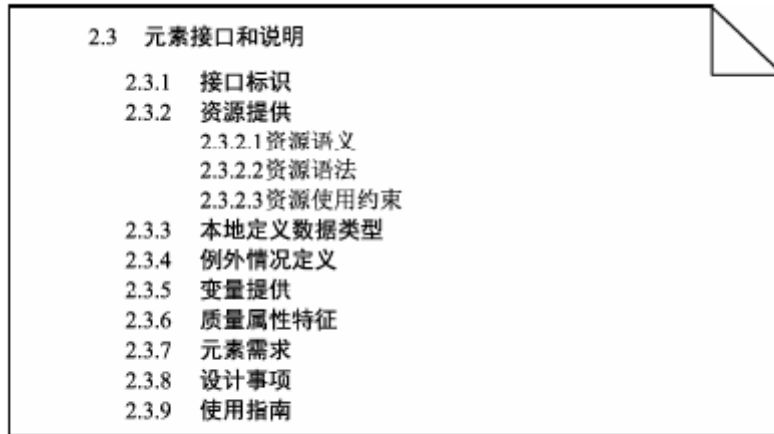 2.3 元素接口和说明
2.3.1 接口标识
2.3.2 资源提供
2.3.2.1资源语义
2.3.2.2资源语法
2.3.2.3资源使用约束
2.3.3 本地定义数据类型
2.3.4 例外情况定义
2.3.5 变量提供
2.3.6 质量属性特征
2.3.7 元素需求
2.3.8 设计事项
2.3.9 使用指南